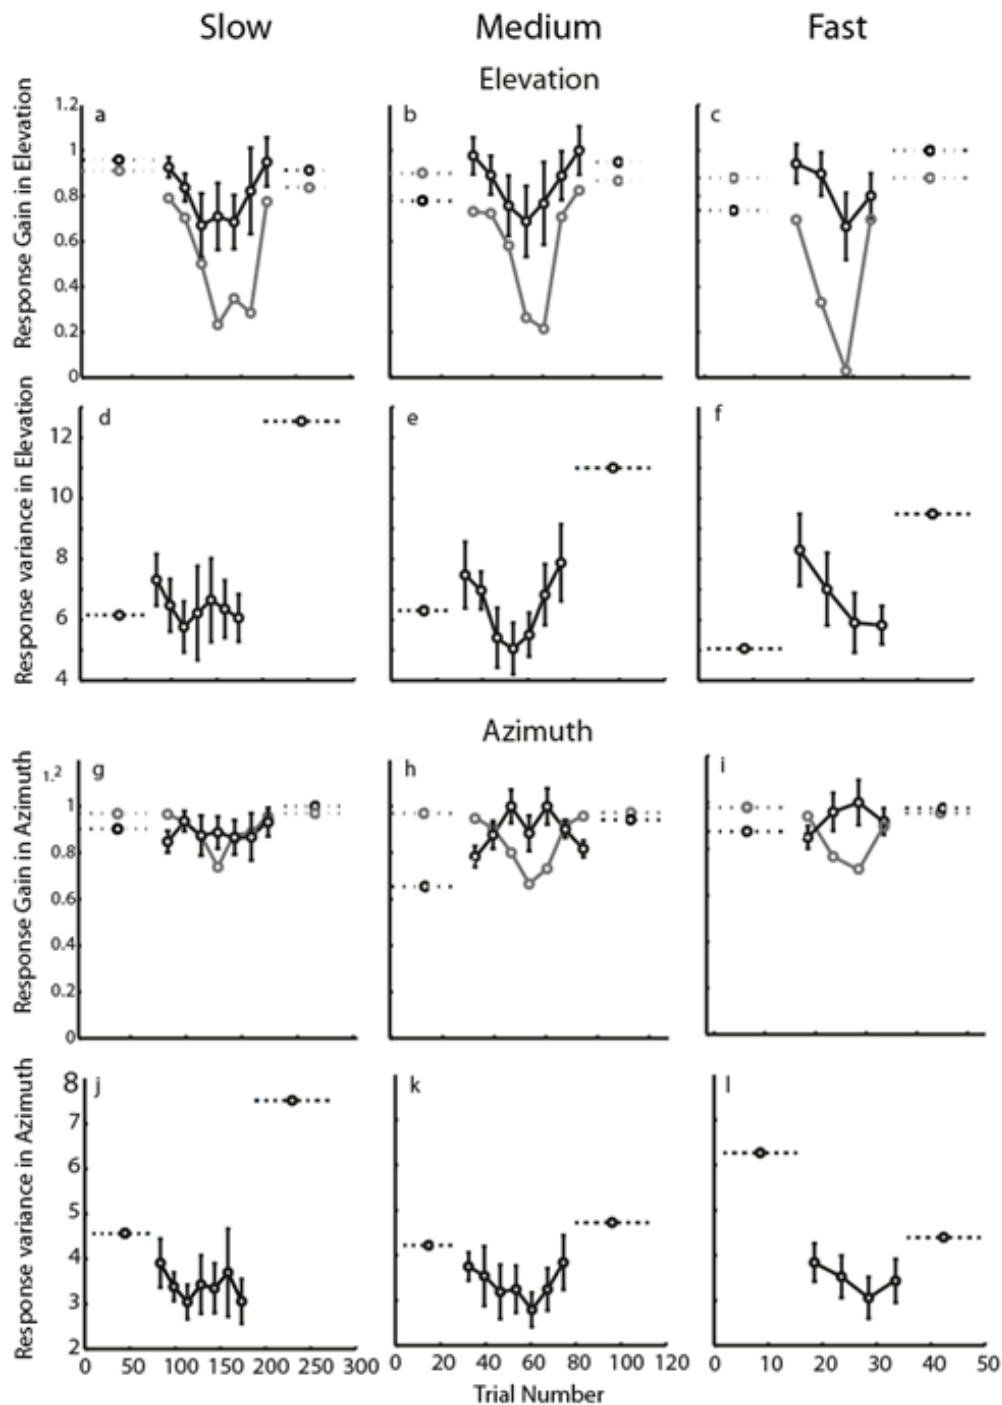 Slow Medium Fast
Elevation
Response Gain in Elevation
1.2
1
0.8
0.6
0.4
0.2
0
a b c
Response variance in Elevation
12
10
8
6
4
d e f
Azimuth
Response Gain in Azimuth
1.2
1
0.8
0.6
0.4
0.2
0
g h i
Response variance in Azimuth
8
7
6
5
4
3
2
j k l
0 50 100 150 200 250 300 0 20 40 60 80 100 120 0 10 20 30 40 50
Trial Number